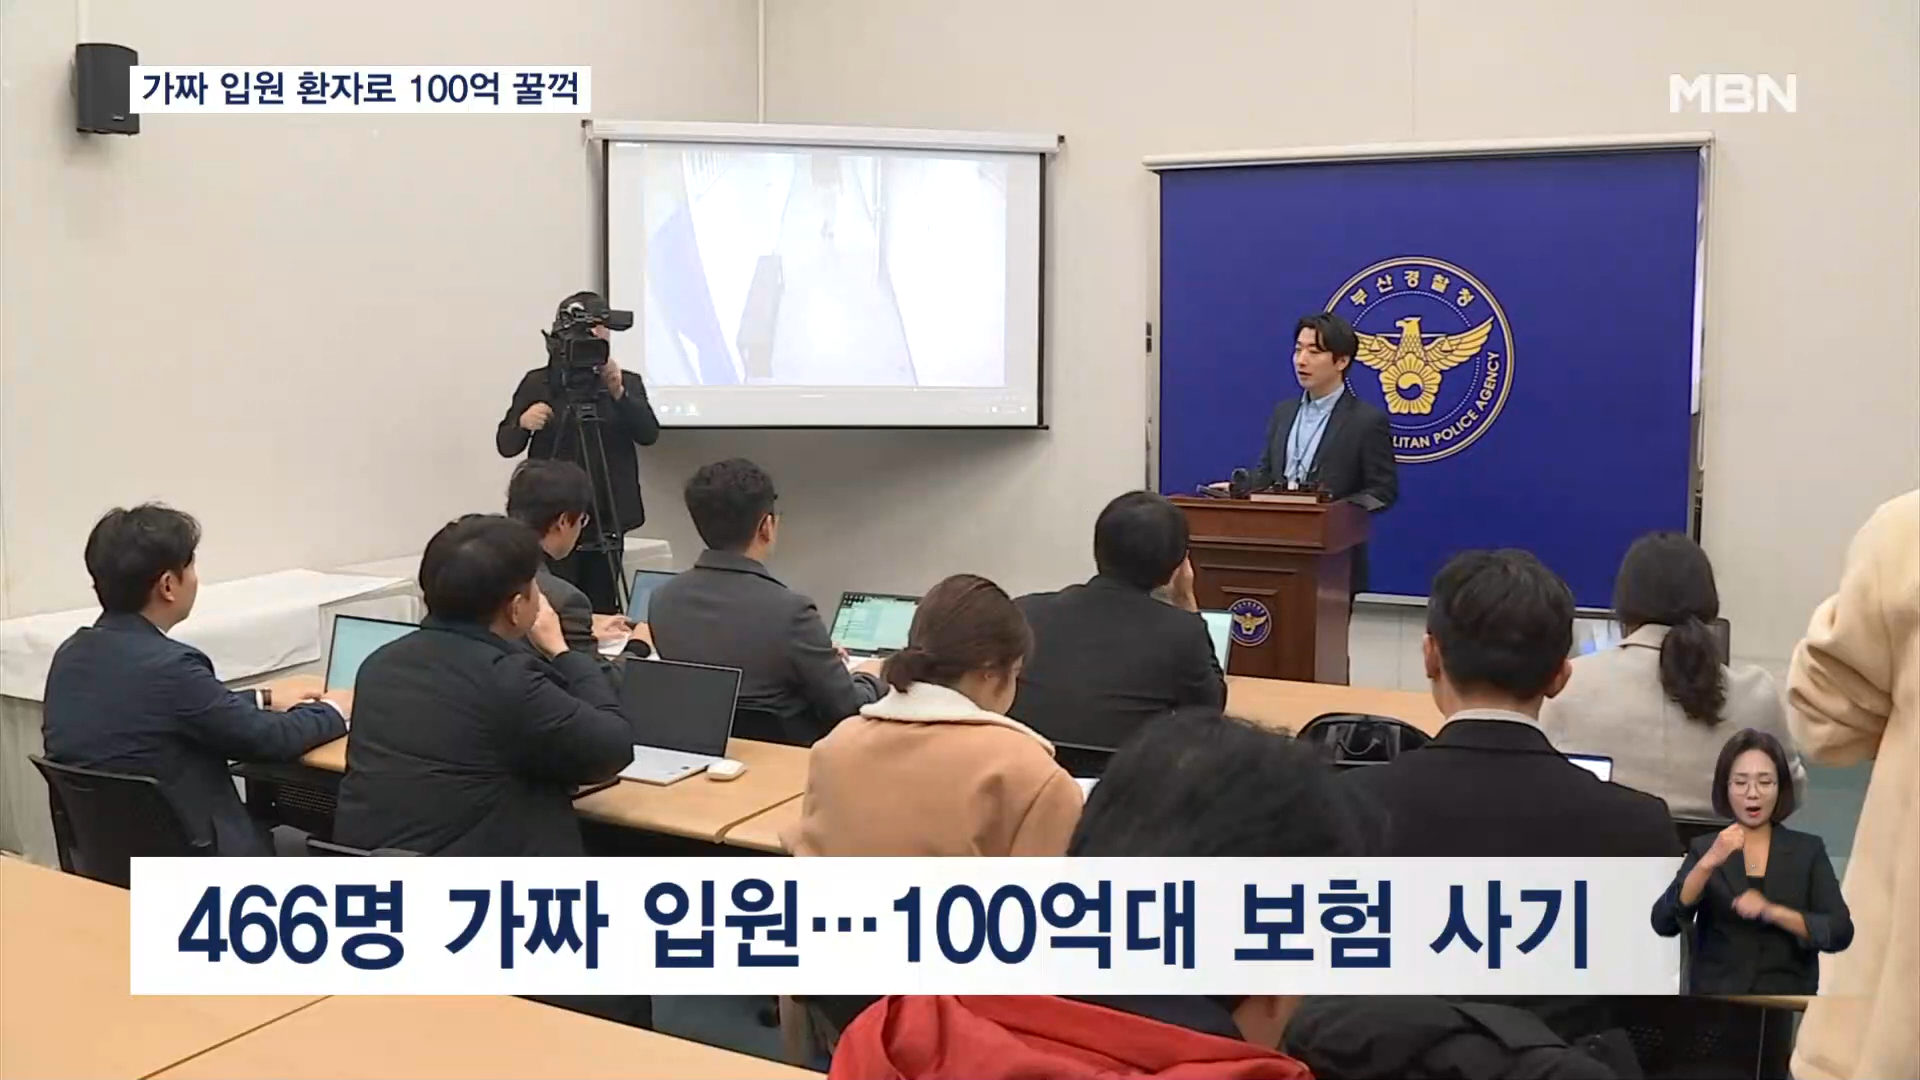 가짜 입원 환자로 100억 꿀꺽
MBN
부산경찰청
LITAN POLICE AGENCY
466명 가짜 입원…100억대 보험 사기